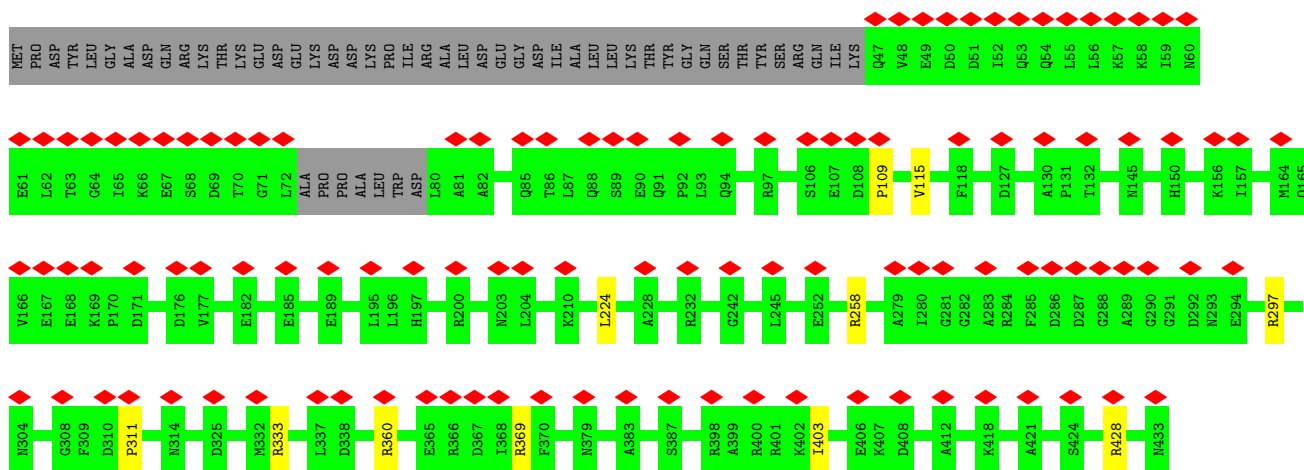 MET PRO ASP TYR LEU GLY ALA ASP GLN ARG LYS THR LYS GLU ASP GLU LYS ASP ASP LYS PRO ILE ARG ALA LEU ASP GLU GLY ASP ILE ALA LEU LEU LYS THR TYR GLY GLN SER THR TYR SER ARG GLN ILE LYS Q47 V48 E49 D50 D51 I52 Q53 Q54 L55 L56 K57 K58 I59 N60
E61 L62 T63 G64 I65 K66 E67 S68 D69 T70 G71 L72 ALA PRO PRO ALA LEU TRP ASP L80 A81 A82 Q85 T86 L87 Q88 S89 E90 Q91 P92 L93 Q94 R97 S106 E107 D108 P109 V115 F118 D127 A130 P131 T132 N145 H150 K156 I157 M164 Q165
V166 E167 E168 K169 P170 D171 D176 V177 E182 E185 E189 L195 L196 H197 R200 N203 L204 K210 L224 A228 R232 G242 L245 E252 R258 A279 I280 G281 G282 A283 R284 F285 D286 D287 G288 A289 G290 G291 D292 N293 E294 R297
N304 G308 F309 D310 P311 N314 D325 M332 R333 L337 D338 R360 E365 R366 D367 I368 R369 F370 N379 A383 S387 R398 A399 R400 R401 K402 I403 E406 K407 D408 A412 K418 A421 S424 R428 N433